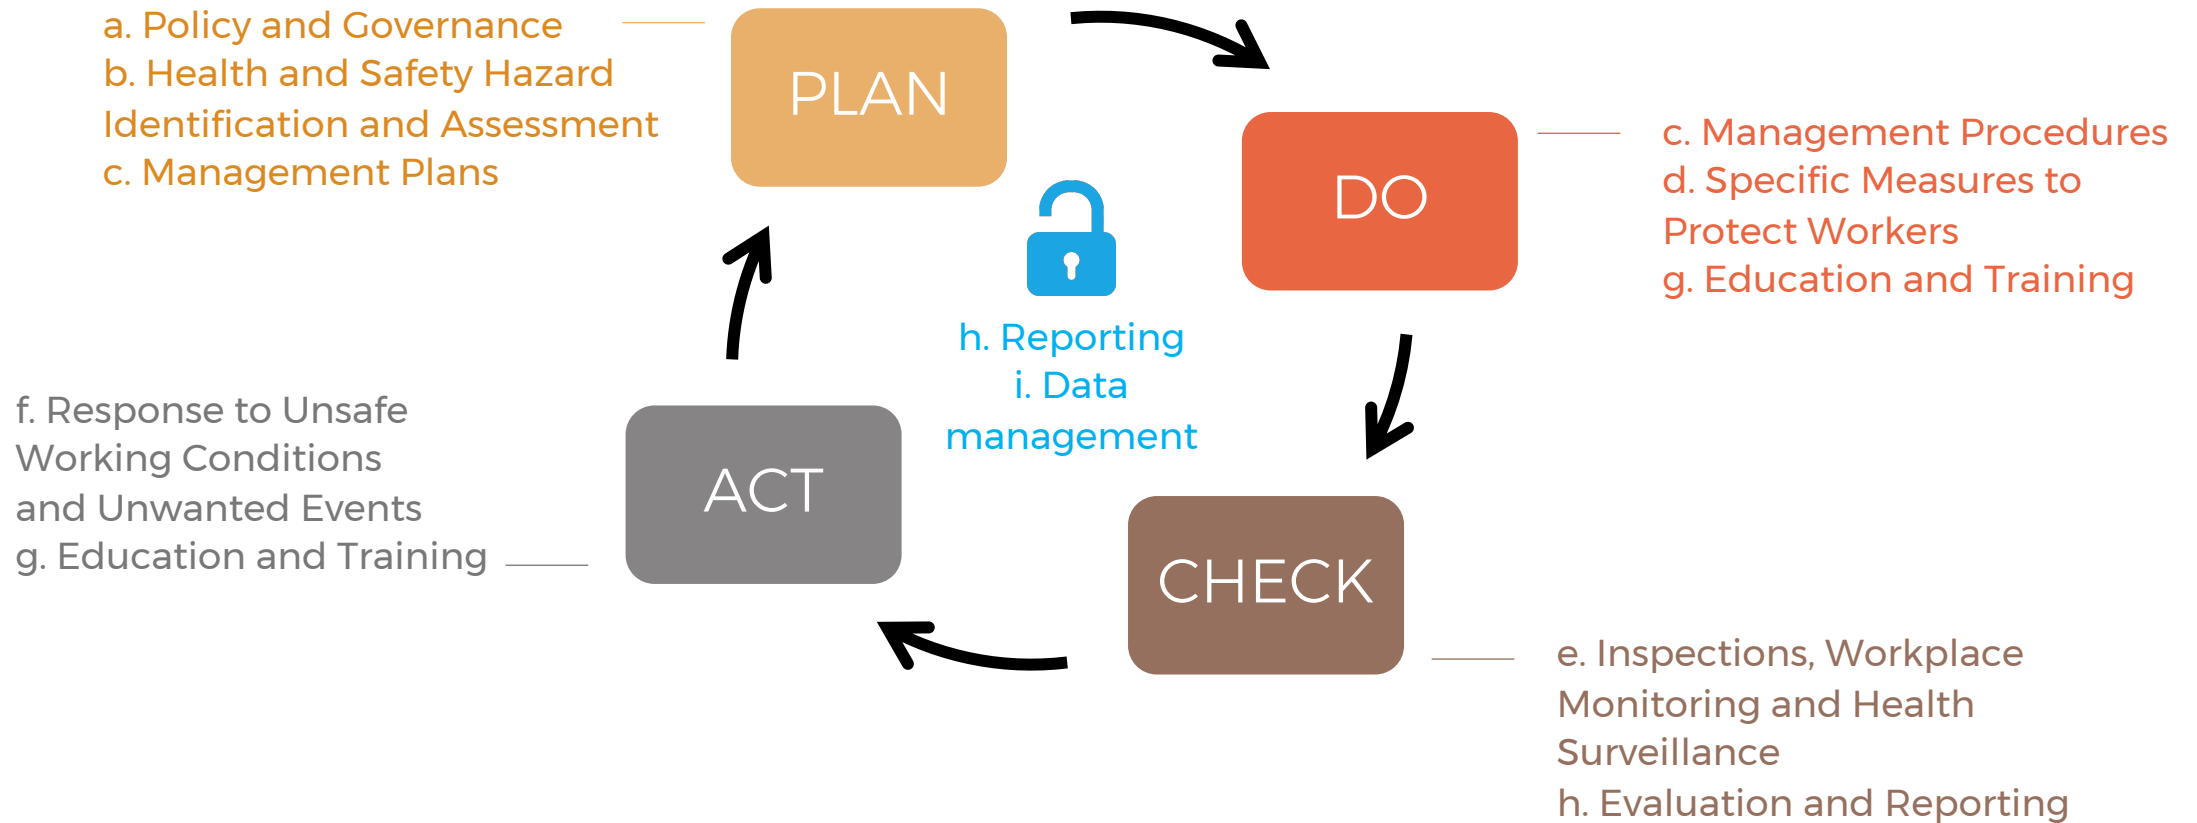 a. Policy and Governance
b. Health and Safety Hazard
Identification and Assessment
c. Management Plans
PLAN
DO
c. Management Procedures
d. Specific Measures to
Protect Workers
g. Education and Training
h. Reporting
i. Data
management
f. Response to Unsafe
Working Conditions
and Unwanted Events
g. Education and Training
ACT
CHECK
e. Inspections, Workplace
Monitoring and Health
Surveillance
h. Evaluation and Reporting